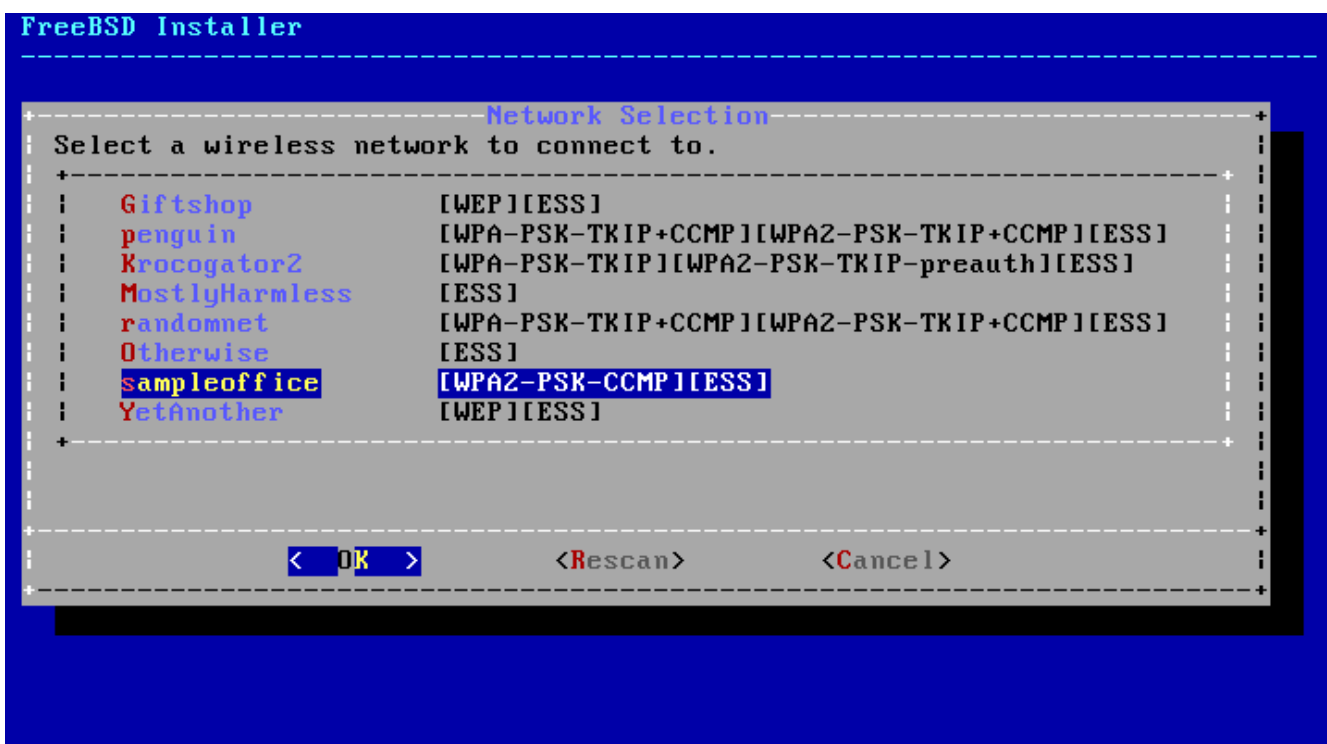 FreeBSD Installer
Network Selection
Select a wireless network to connect to.
Giftshop [WEP][ESS]
penguin [WPA-PSK-TKIP+CCMP][WPA2-PSK-TKIP+CCMP][ESS]
Krocogator2 [WPA-PSK-TKIP][WPA2-PSK-TKIP-preauth][ESS]
MostlyHarmless [ESS]
randomnet [WPA-PSK-TKIP+CCMP][WPA2-PSK-TKIP+CCMP][ESS]
Otherwise [ESS]
sampleoffice [WPA2-PSK-CCMP][ESS]
YetAnother [WEP][ESS]
< OK > <Rescan> <Cancel>